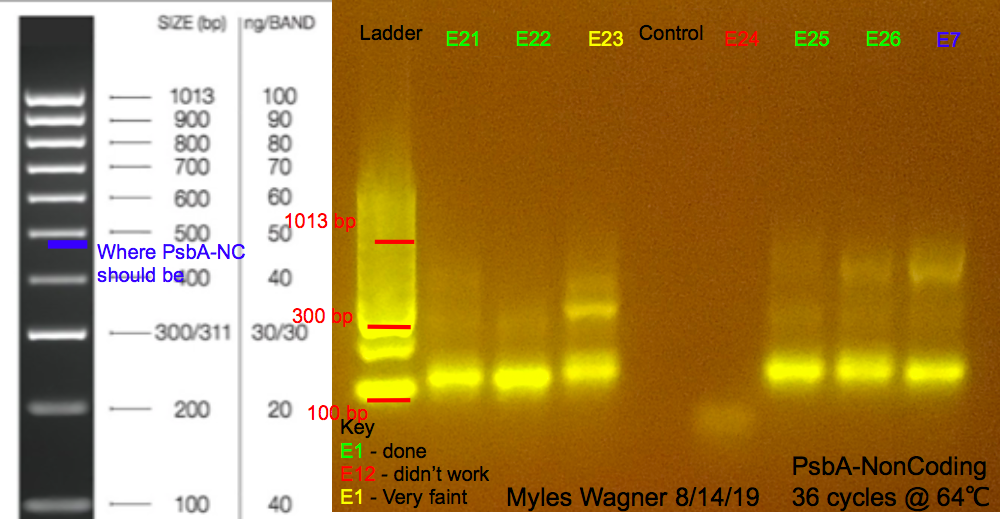 SIZE (bp) ng/BAND
1013 100
900 90
800 80
700 70
600 60
500 50
Where PsbA-NC
should be
400 40
300/311 30/30
200 20
100 40
Ladder E21 E22 E23 Control E24 E25 E26 E7
1013 bp
300 bp
100 bp
Key
E1 - done
E12 - didn't work
E1 - Very faint
Myles Wagner 8/14/19
PsbA-NonCoding
36 cycles @ 64℃